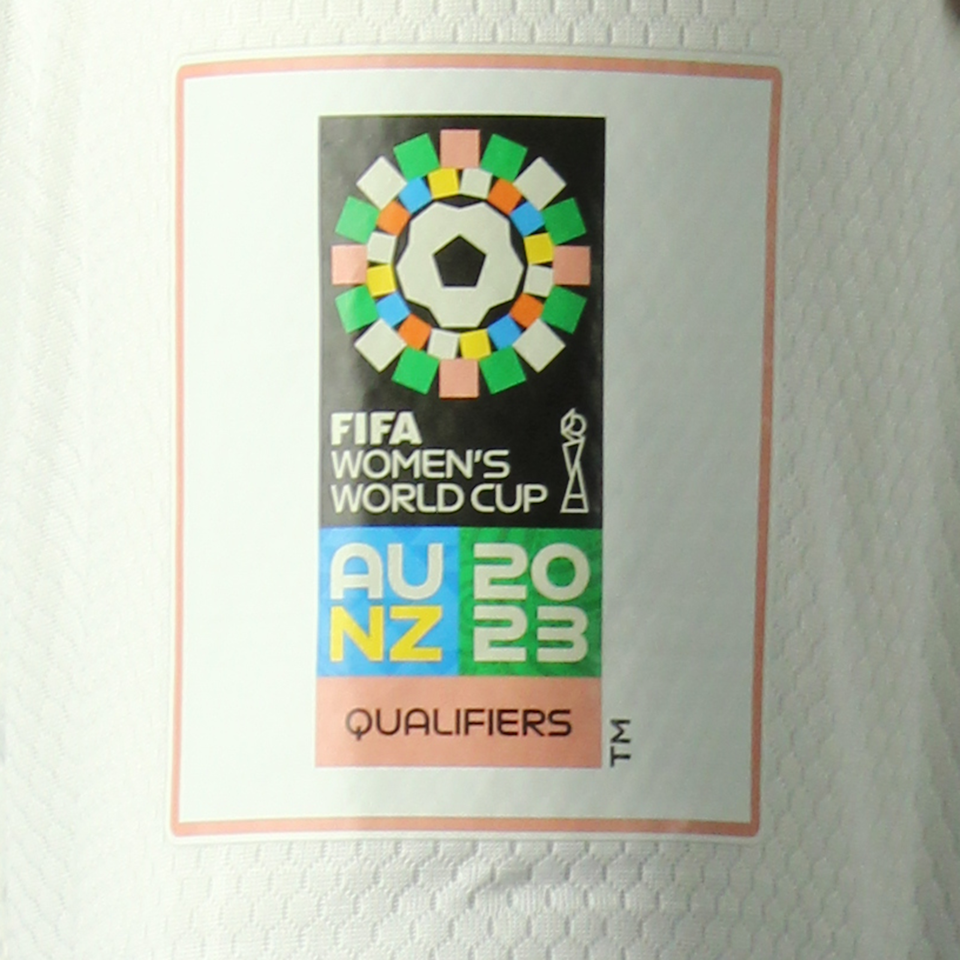 FIFA
WOMEN'S
WORLD CUP
AU 20
NZ 23
QUALIFIERS
TM